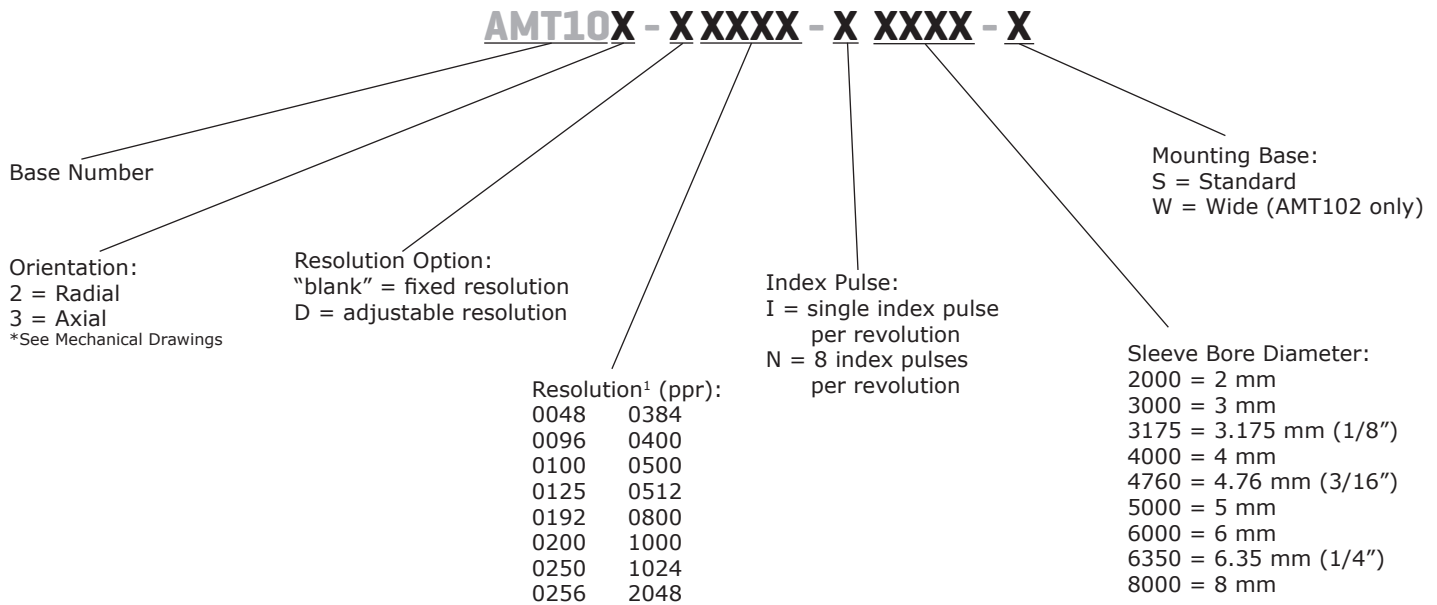 AMT10X - X XXXX - X XXXX - X
Base Number
Orientation:
2 = Radial
3 = Axial
*See Mechanical Drawings
Resolution Option:
“blank” = fixed resolution
D = adjustable resolution
Resolution¹ (ppr):
0048 0384
0096 0400
0100 0500
0125 0512
0192 0800
0200 1000
0250 1024
0256 2048
Index Pulse:
I = single index pulse
per revolution
N = 8 index pulses
per revolution
Sleeve Bore Diameter:
2000 = 2 mm
3000 = 3 mm
3175 = 3.175 mm (1/8”)
4000 = 4 mm
4760 = 4.76 mm (3/16”)
5000 = 5 mm
6000 = 6 mm
6350 = 6.35 mm (1/4”)
8000 = 8 mm
Mounting Base:
S = Standard
W = Wide (AMT102 only)